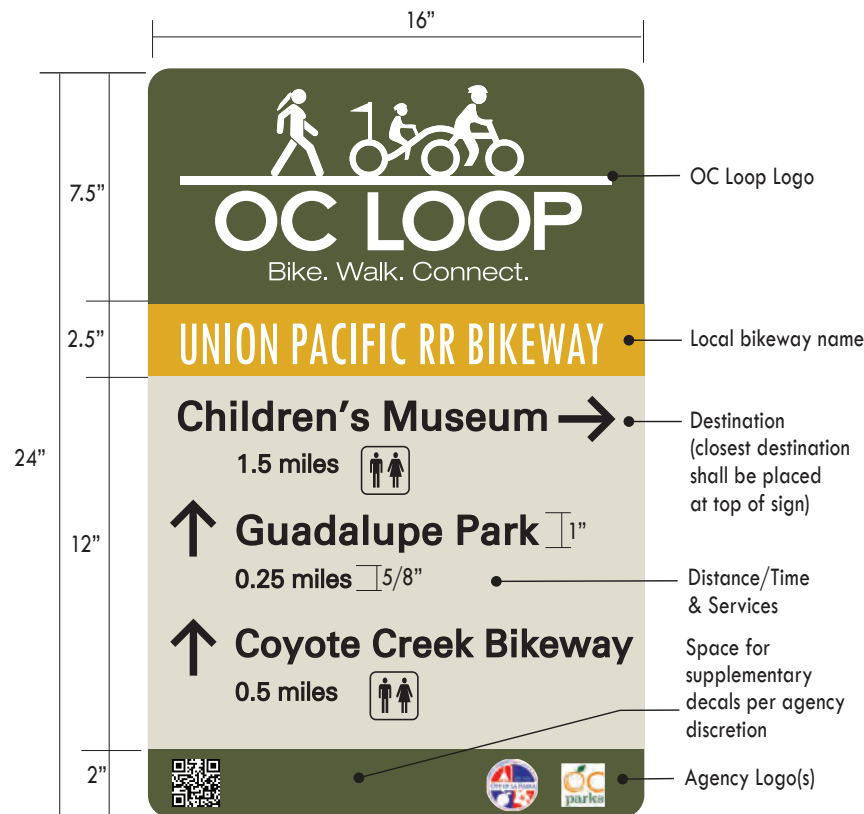 16”
7.5”
OC LOOP
Bike. Walk. Connect.
OC Loop Logo
2.5”
UNION PACIFIC RR BIKEWAY
Local bikeway name
24”
12”
Children’s Museum
1.5 miles
Destination
(closest destination
shall be placed
at top of sign)
Guadalupe Park
1”
0.25 miles
5/8”
Distance/Time
& Services
Coyote Creek Bikeway
0.5 miles
Space for
supplementary
decals per agency
discretion
2”
OC
parks
Agency Logo(s)